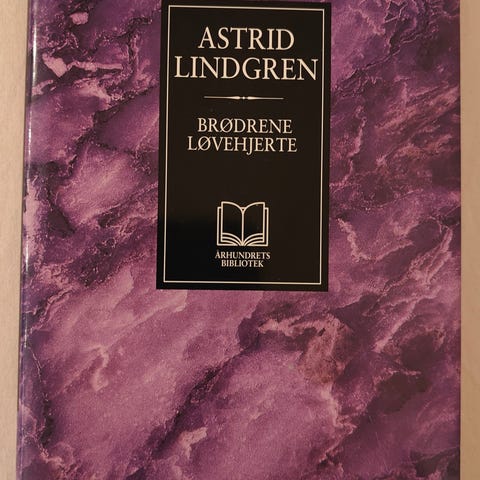 ASTRID
LINDGREN
BRØDRENE
LØVEHJERTE
ÅRHUNDRETS
BIBLIOTEK